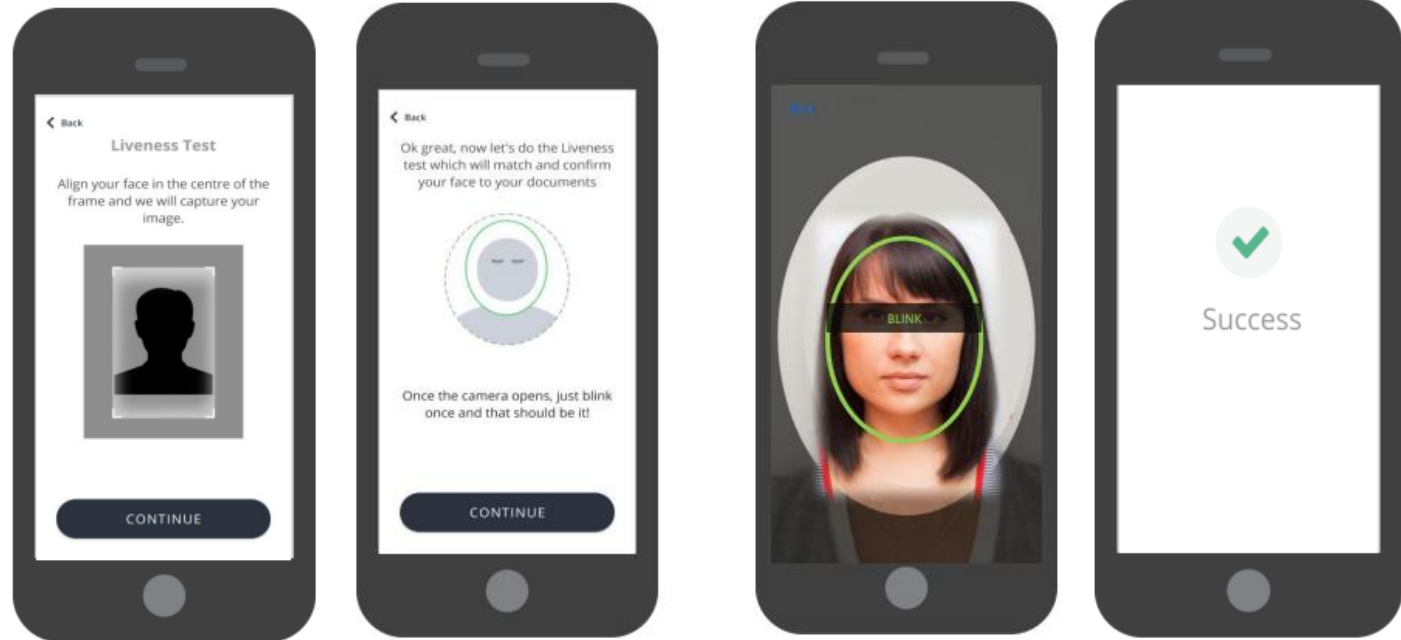 Back
Liveness Test
Align your face in the centre of the
frame and we will capture your
image.
CONTINUE
Back
Ok great, now let's do the Liveness
test which will match and confirm
your face to your documents
Once the camera opens, just blink
once and that should be it!
CONTINUE
BLINK
Success